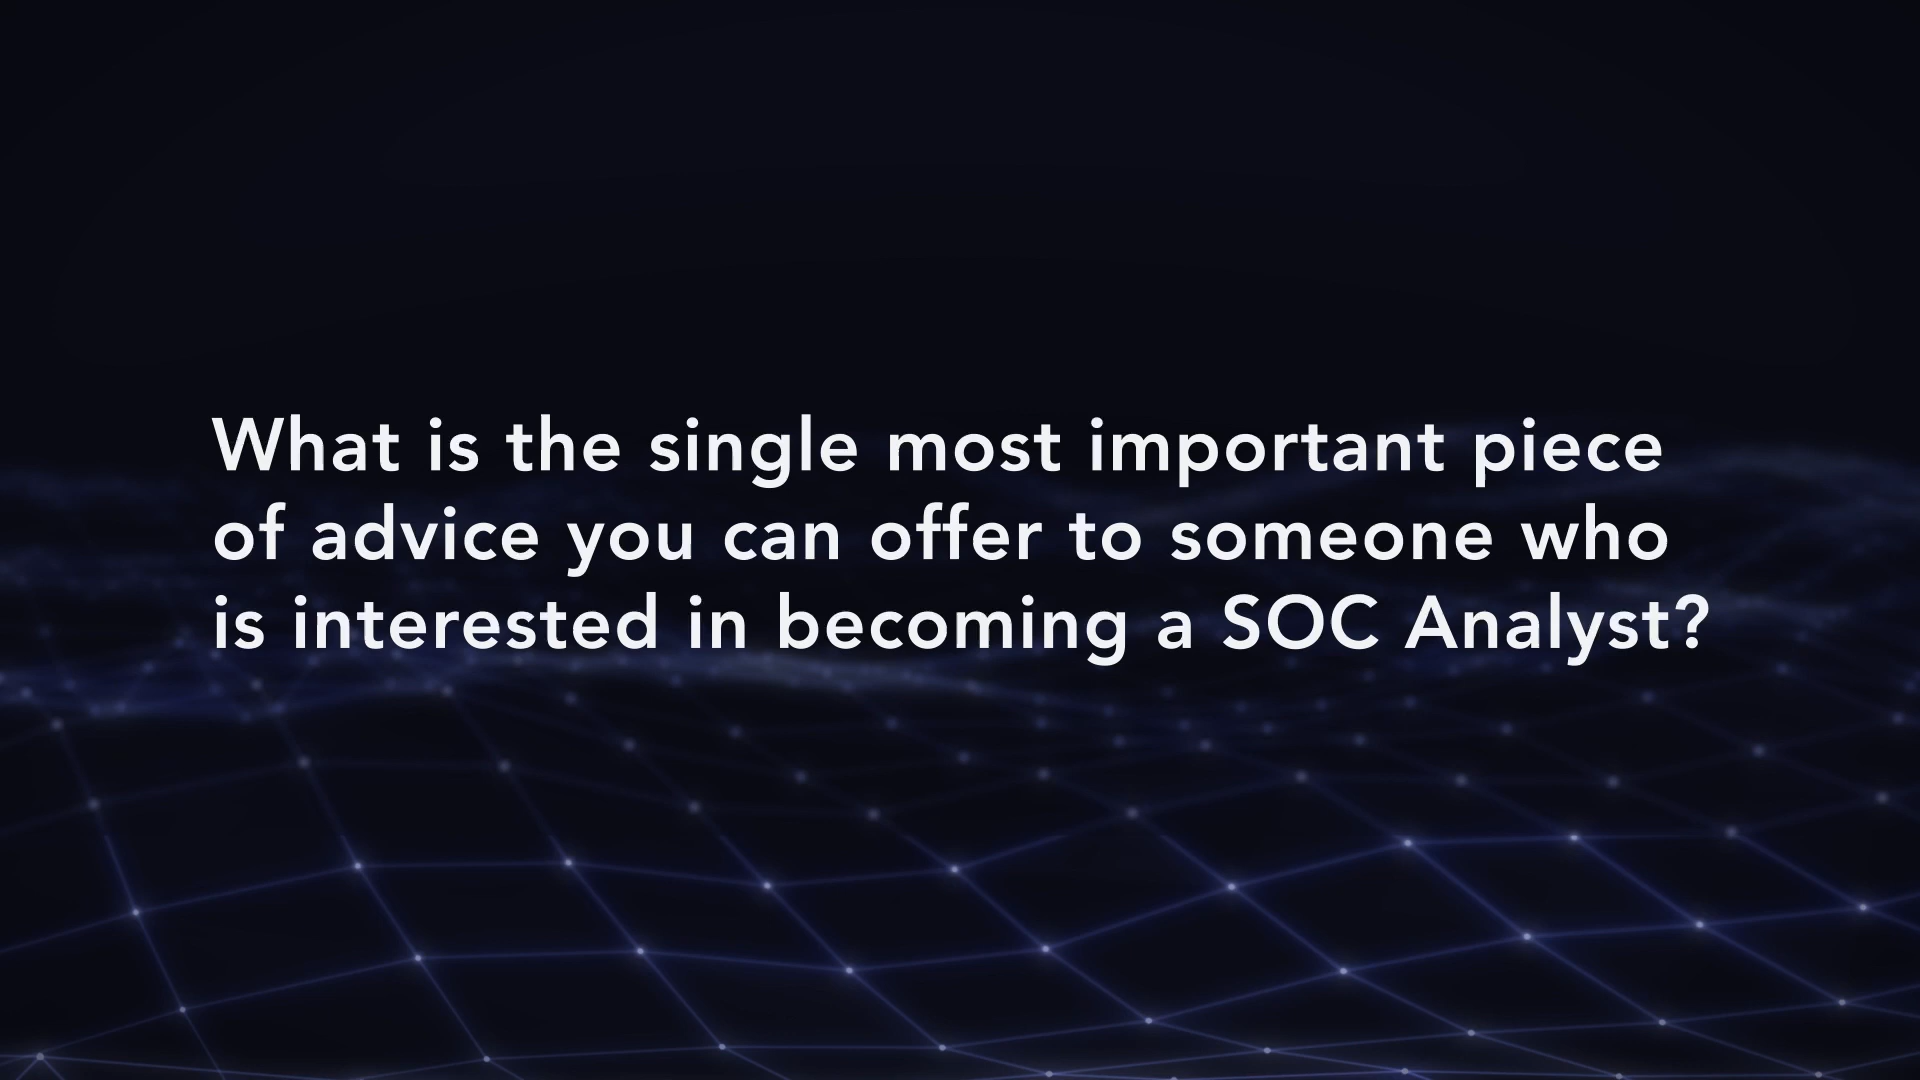 What is the single most important piece
of advice you can offer to someone who
is interested in becoming a SOC Analyst?